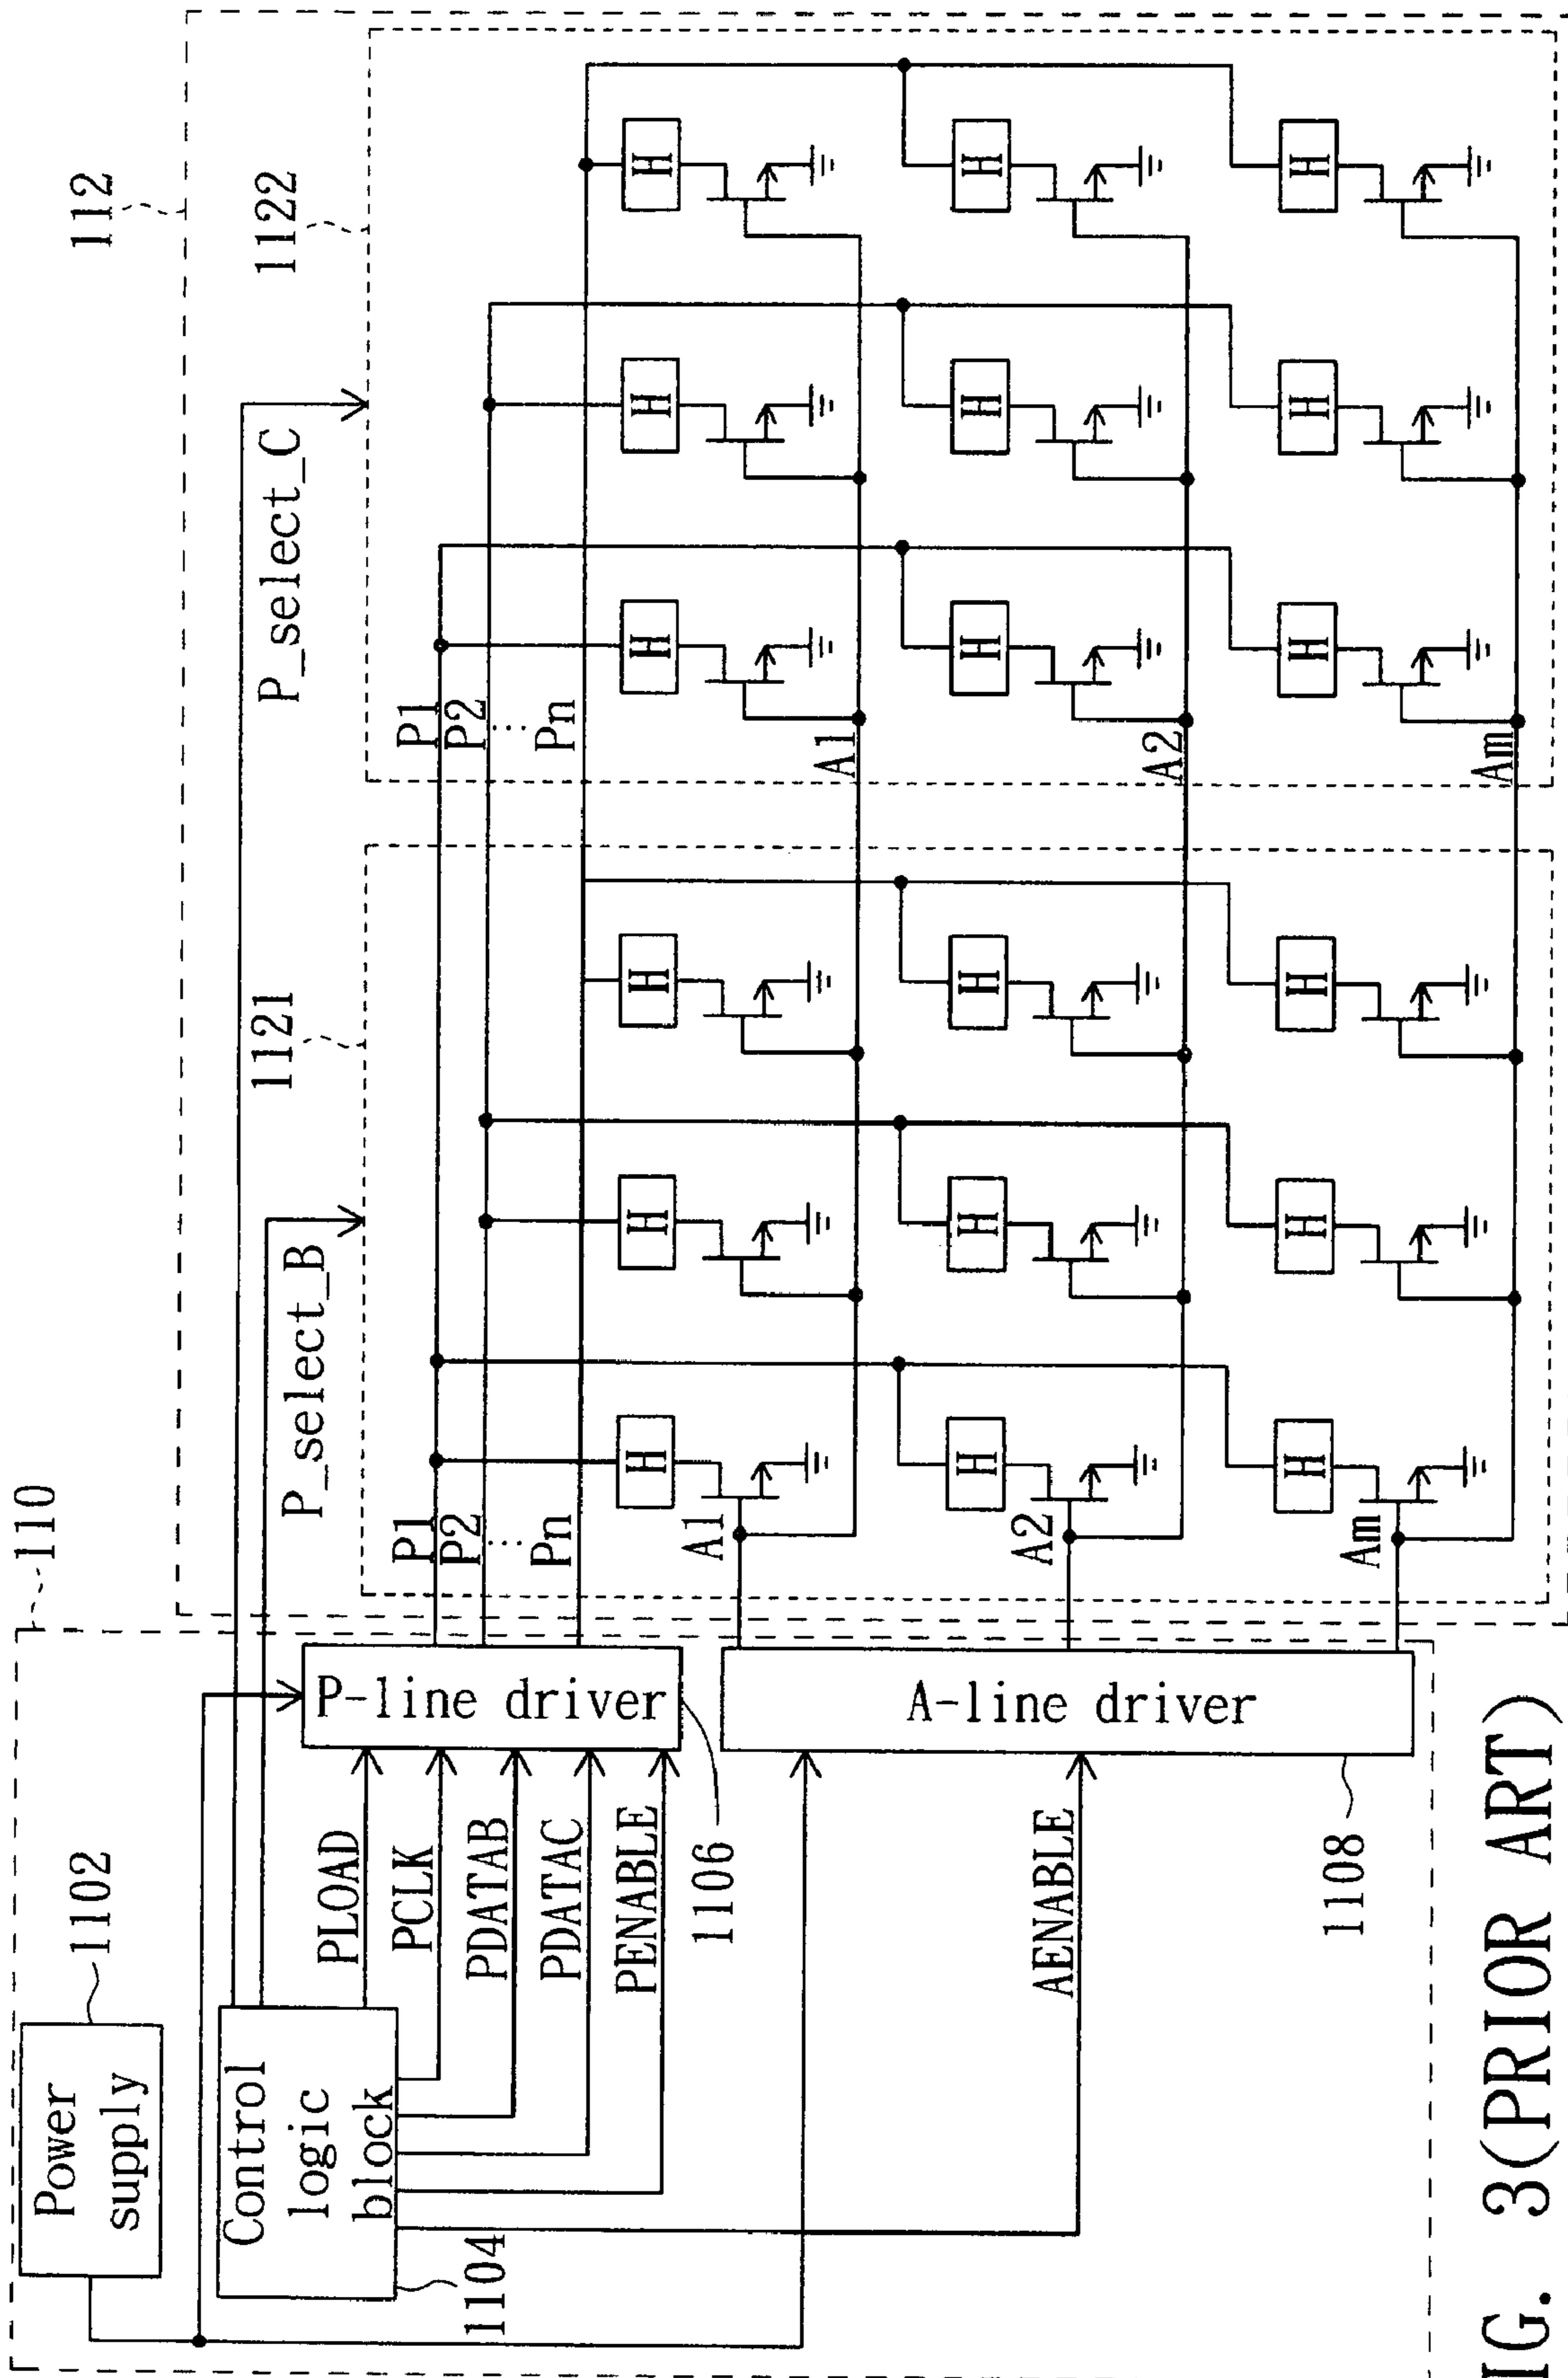 110
112
1102
Power
supply
Control
logic
block
1104
P_select_B
P_select_C
1121
1122
PLOAD
PCLK
PDATAB
PDATAC
PENABLE
1106
P-line driver
P1
P2
...
Pn
P1
P2
...
Pn
H
H
H
H
H
H
A1
A1
AENABLE
1108
A-line driver
H
H
H
H
H
H
A2
A2
H
H
H
H
H
H
Am
Am
IG. 3(PRIOR ART)